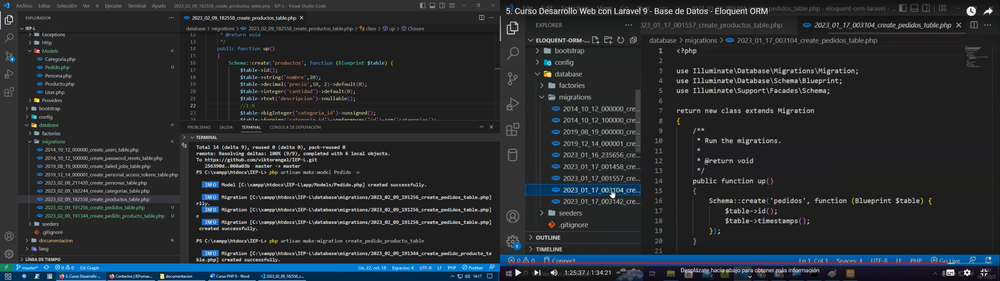 Archivo Editar Selección Ver Ir Ejecutar Terminal Ayuda 2023_02_09_182558_create_productos_table.php - IEP-L - Visual Studio Code
EXPLORADOR
IEP-L
Exceptions
Http
Models
Categoria.php
Pedido.php U
Persona.php
Producto.php
User.php
Providers
bootstrap
config
database
factories
migrations
2014_10_12_000000_create_users_table.php
2014_10_12_100000_create_password_resets_table.php
2019_08_19_000000_create_failed_jobs_table.php
2019_12_14_000001_create_personal_access_tokens_table.php
2023_02_08_211420_create_personas_table.php
2023_02_09_182244_create_categorias_table.php
2023_02_09_182558_create_productos_table.php
2023_02_09_191256_create_pedidos_table.php U
2023_02_09_191344_create_pedido_producto_table.php U
seeders
.gitignore
documentacion
lang
LÍNEA DE TIEMPO
4
2023_02_09_182558_create_productos_table.php
database > migrations > 2023_02_09_182558_create_productos_table.php > class > up > Closure
12 * @return void
13 */
14 public function up()
15 {
16 Schema::create('productos', function (Blueprint $table) {
17 $table->id();
18 $table->string('nombre',20);
19 $table->decimal('precio',10, 2)->default(0);
20 $table->integer('cantidad')->default(0);
21 $table->text('descripcion')->nullable();
22 //1:N
23 $table->bigInteger('categoria_id')->unsigned();
24 $table->foreign('categoria_id')->references('id')->on('categorias');
PROBLEMAS SALIDA TERMINAL CONSOLA DE DEPURACIÓN
TERMINAL
Total 14 (delta 9), reused 0 (delta 0), pack-reused 0
remote: Resolving deltas: 100% (9/9), completed with 6 local objects.
To https://github.com/viktorengel/IEP-L.git
256390d..060a03b master -> master
PS C:\xampp\htdocs\IEP-L> php artisan make:model Pedido -m
INFO Model [C:\xampp\htdocs\IEP-L\app/Models/Pedido.php] created successfully.
INFO Migration [C:\xampp\htdocs\IEP-L\database\migrations/2023_02_09_191256_create_pedidos_table.php]
rlly.
INFO Migration [C:\xampp\htdocs\IEP-L\database\migrations/2023_02_09_191256_create_pedidos_table.php]
c
INFO Migration [C:\xampp\htdocs\IEP-L\database\migrations/2023_02_09_191256_create_pedidos_table.php]
created successfully.
PS C:\xampp\htdocs\IEP-L> php artisan make:migration create_pedido_producto_table
INFO Migration [C:\xampp\htdocs\IEP-L\database\migrations/2023_02_09_191344_create_pedido_producto_ta
ble.php] created successfully.
master* 0 0 Git Graph Lín. 22, col. 18 Espacios: 4 UTF-8 LF PHP Prettier
5. Curso Desarrollo ... Contactos | IEPomas... documentacion Curso PHP 9 - Word 2023_02_09_182558_c... 14:17
5. Curso Desarrollo Web con Laravel 9 - Base de Datos - Eloquent ORM
File Edit Selection View Go Run 2023_01_17_003104_create_pedidos_table.php - eloquent-orm-laravel - ...
EXPLORER
ELOQUENT-ORM-...
bootstrap
config
database
factories
migrations
2014_10_12_000000_cre...
2014_10_12_100000_cre...
2019_08_19_000000_cre...
2019_12_14_000001_cre...
2023_01_16_235656_cre...
2023_01_17_001458_cre...
2023_01_17_001557_cre...
2023_01_17_003104_cre...
2023_01_17_003142_cre...
seeders
.gitignore
OUTLINE
TIMELINE
1
023_01_17_001557_create_productos_table.php 2023_01_17_003104_create_pedidos_table.php
database > migrations > 2023_01_17_003104_create_pedidos_table.php
1 <?php
2
3 use Illuminate\Database\Migrations\Migration;
4 use Illuminate\Database\Schema\Blueprint;
5 use Illuminate\Support\Facades\Schema;
6
7 return new class extends Migration
8 {
9 /**
10 * Run the migrations.
11 *
12 * @return void
13 */
14 public function up()
15 {
16 Schema::create('pedidos', function (Blueprint $table) {
17 $table->id();
18 $table->timestamps();
19 });
20 }
21
0 0 Connect Ln 1, Col 1 Spaces: 4 UTF-8 LF PHP Go Live
1:25:37 / 1:34:21 Desplázate hacia abajo para obtener más información